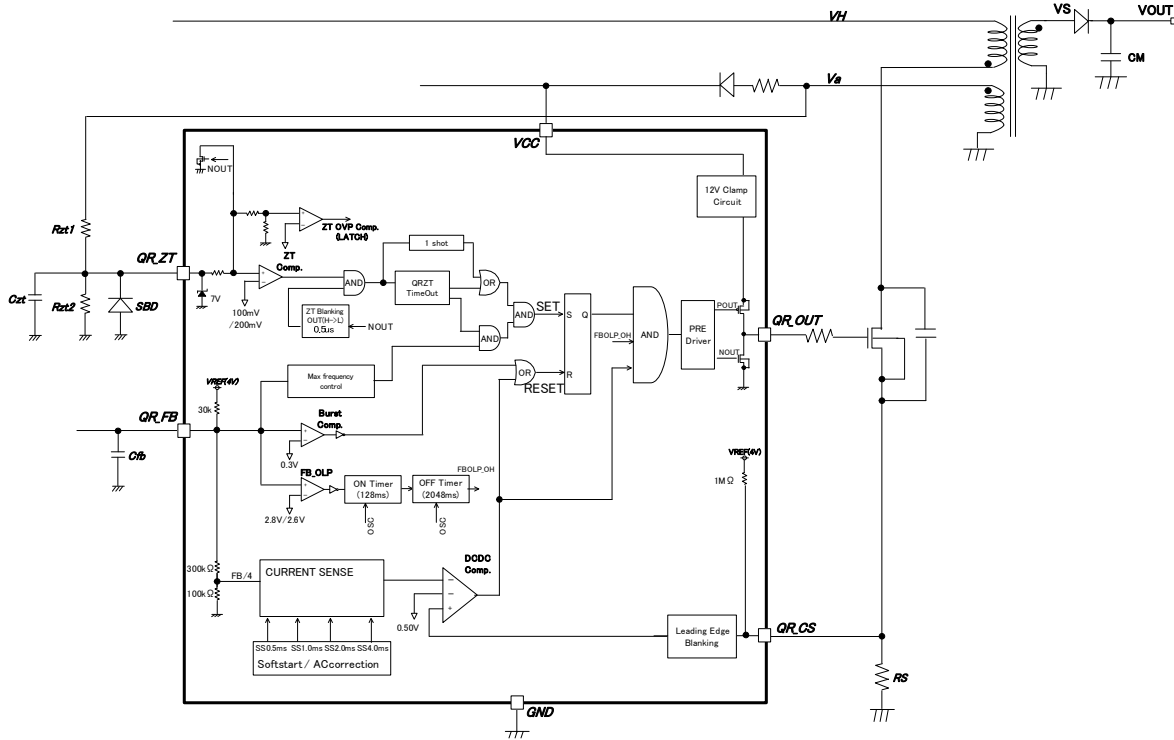 VH
VS
VOUT
CM
Va
VCC
NOUT
12V Clamp
Circuit
Rzt1
ZT OVP Comp.
(LATCH)
1 shot
QR_ZT
ZT
Comp.
AND
QRZT
TimeOut
OR
Czt
Rzt2
SBD
7V
100mV
/200mV
ZT Blanking
OUT(H->L)
0.5us
NOUT
AND
SET
S
Q
FBOLP_OH
AND
PRE
Driver
POUT
NOUT
QR_OUT
AND
VREF(4V)
30k
Max frequency
control
OR
RESET
R
QR_FB
Cfb
Burst
Comp.
0.3V
FB_OLP
2.8V/2.6V
ON Timer
(128ms)
OFF Timer
(2048ms)
FBOLP_OH
OSC
OSC
VREF(4V)
1MΩ
300kΩ
FB/4
100kΩ
CURRENT SENSE
DCDC
Comp.
0.50V
Leading Edge
Blanking
QR_CS
SS0.5ms
SS1.0ms
SS2.0ms
SS4.0ms
Softstart / ACcorrection
RS
GND